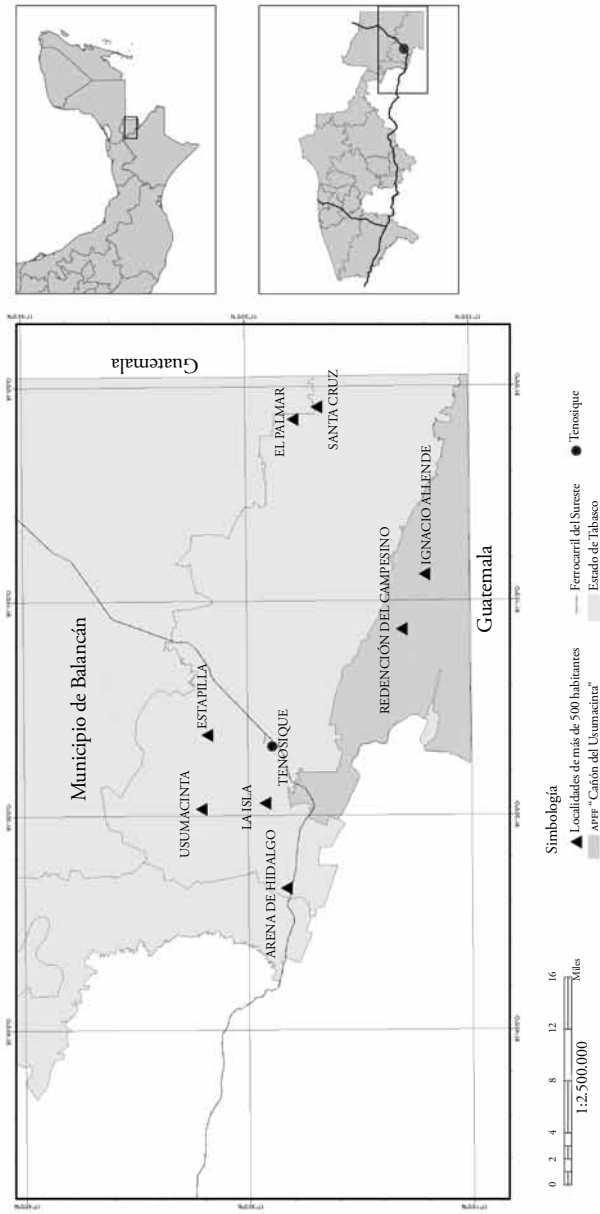 Guatemala
Municipio de Balancán
EL PALMAR
SANTA CRUZ
ESTAPILLA
USUMACINTA
LA ISLA
TENOSIQUE
ARENA DE HIDALGO
REDENCIÓN DEL CAMPESINO
IGNACIO ALLENDE
Guatemala
0 2 4 8 12 16
Miles
1:2.500.000
Simbología
Localidades de más de 500 habitantes
APFF “Cañón del Usumacinta”
Ferrocarril del Sureste
Estado de Tabasco
Tenosique